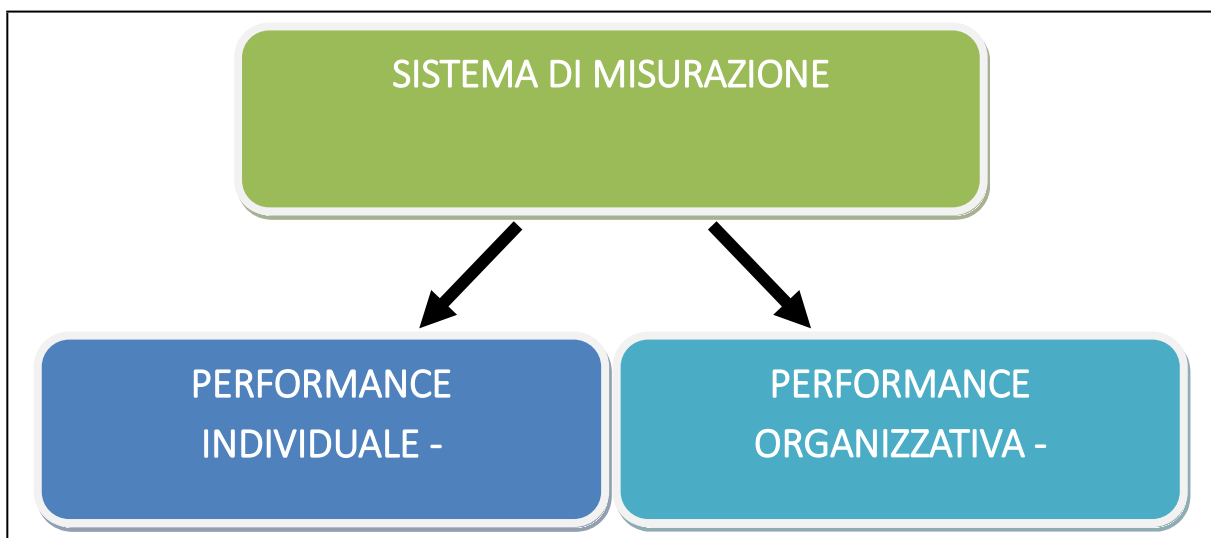 SISTEMA DI MISURAZIONE
PERFORMANCE
INDIVIDUALE -
PERFORMANCE
ORGANIZZATIVA -